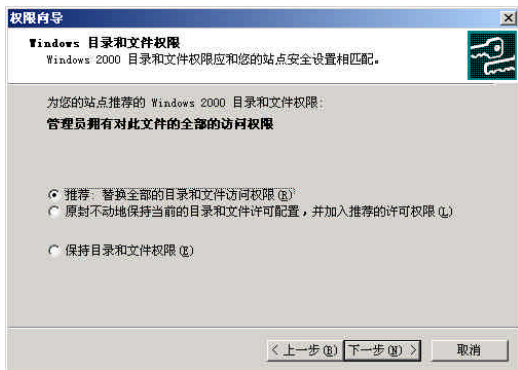 权限向导
Windows 目录和文件权限
Windows 2000 目录和文件权限应和您的站点安全设置相匹配。
为您的站点推荐的 Windows 2000 目录和文件权限:
管理员拥有对此文件的全部的访问权限
推荐: 替换全部的目录和文件访问权限(R)
原封不动地保持当前的目录和文件许可配置，并加入推荐的许可权限(L)
保持目录和文件权限(E)
< 上一步(B) 下一步(N) > 取消